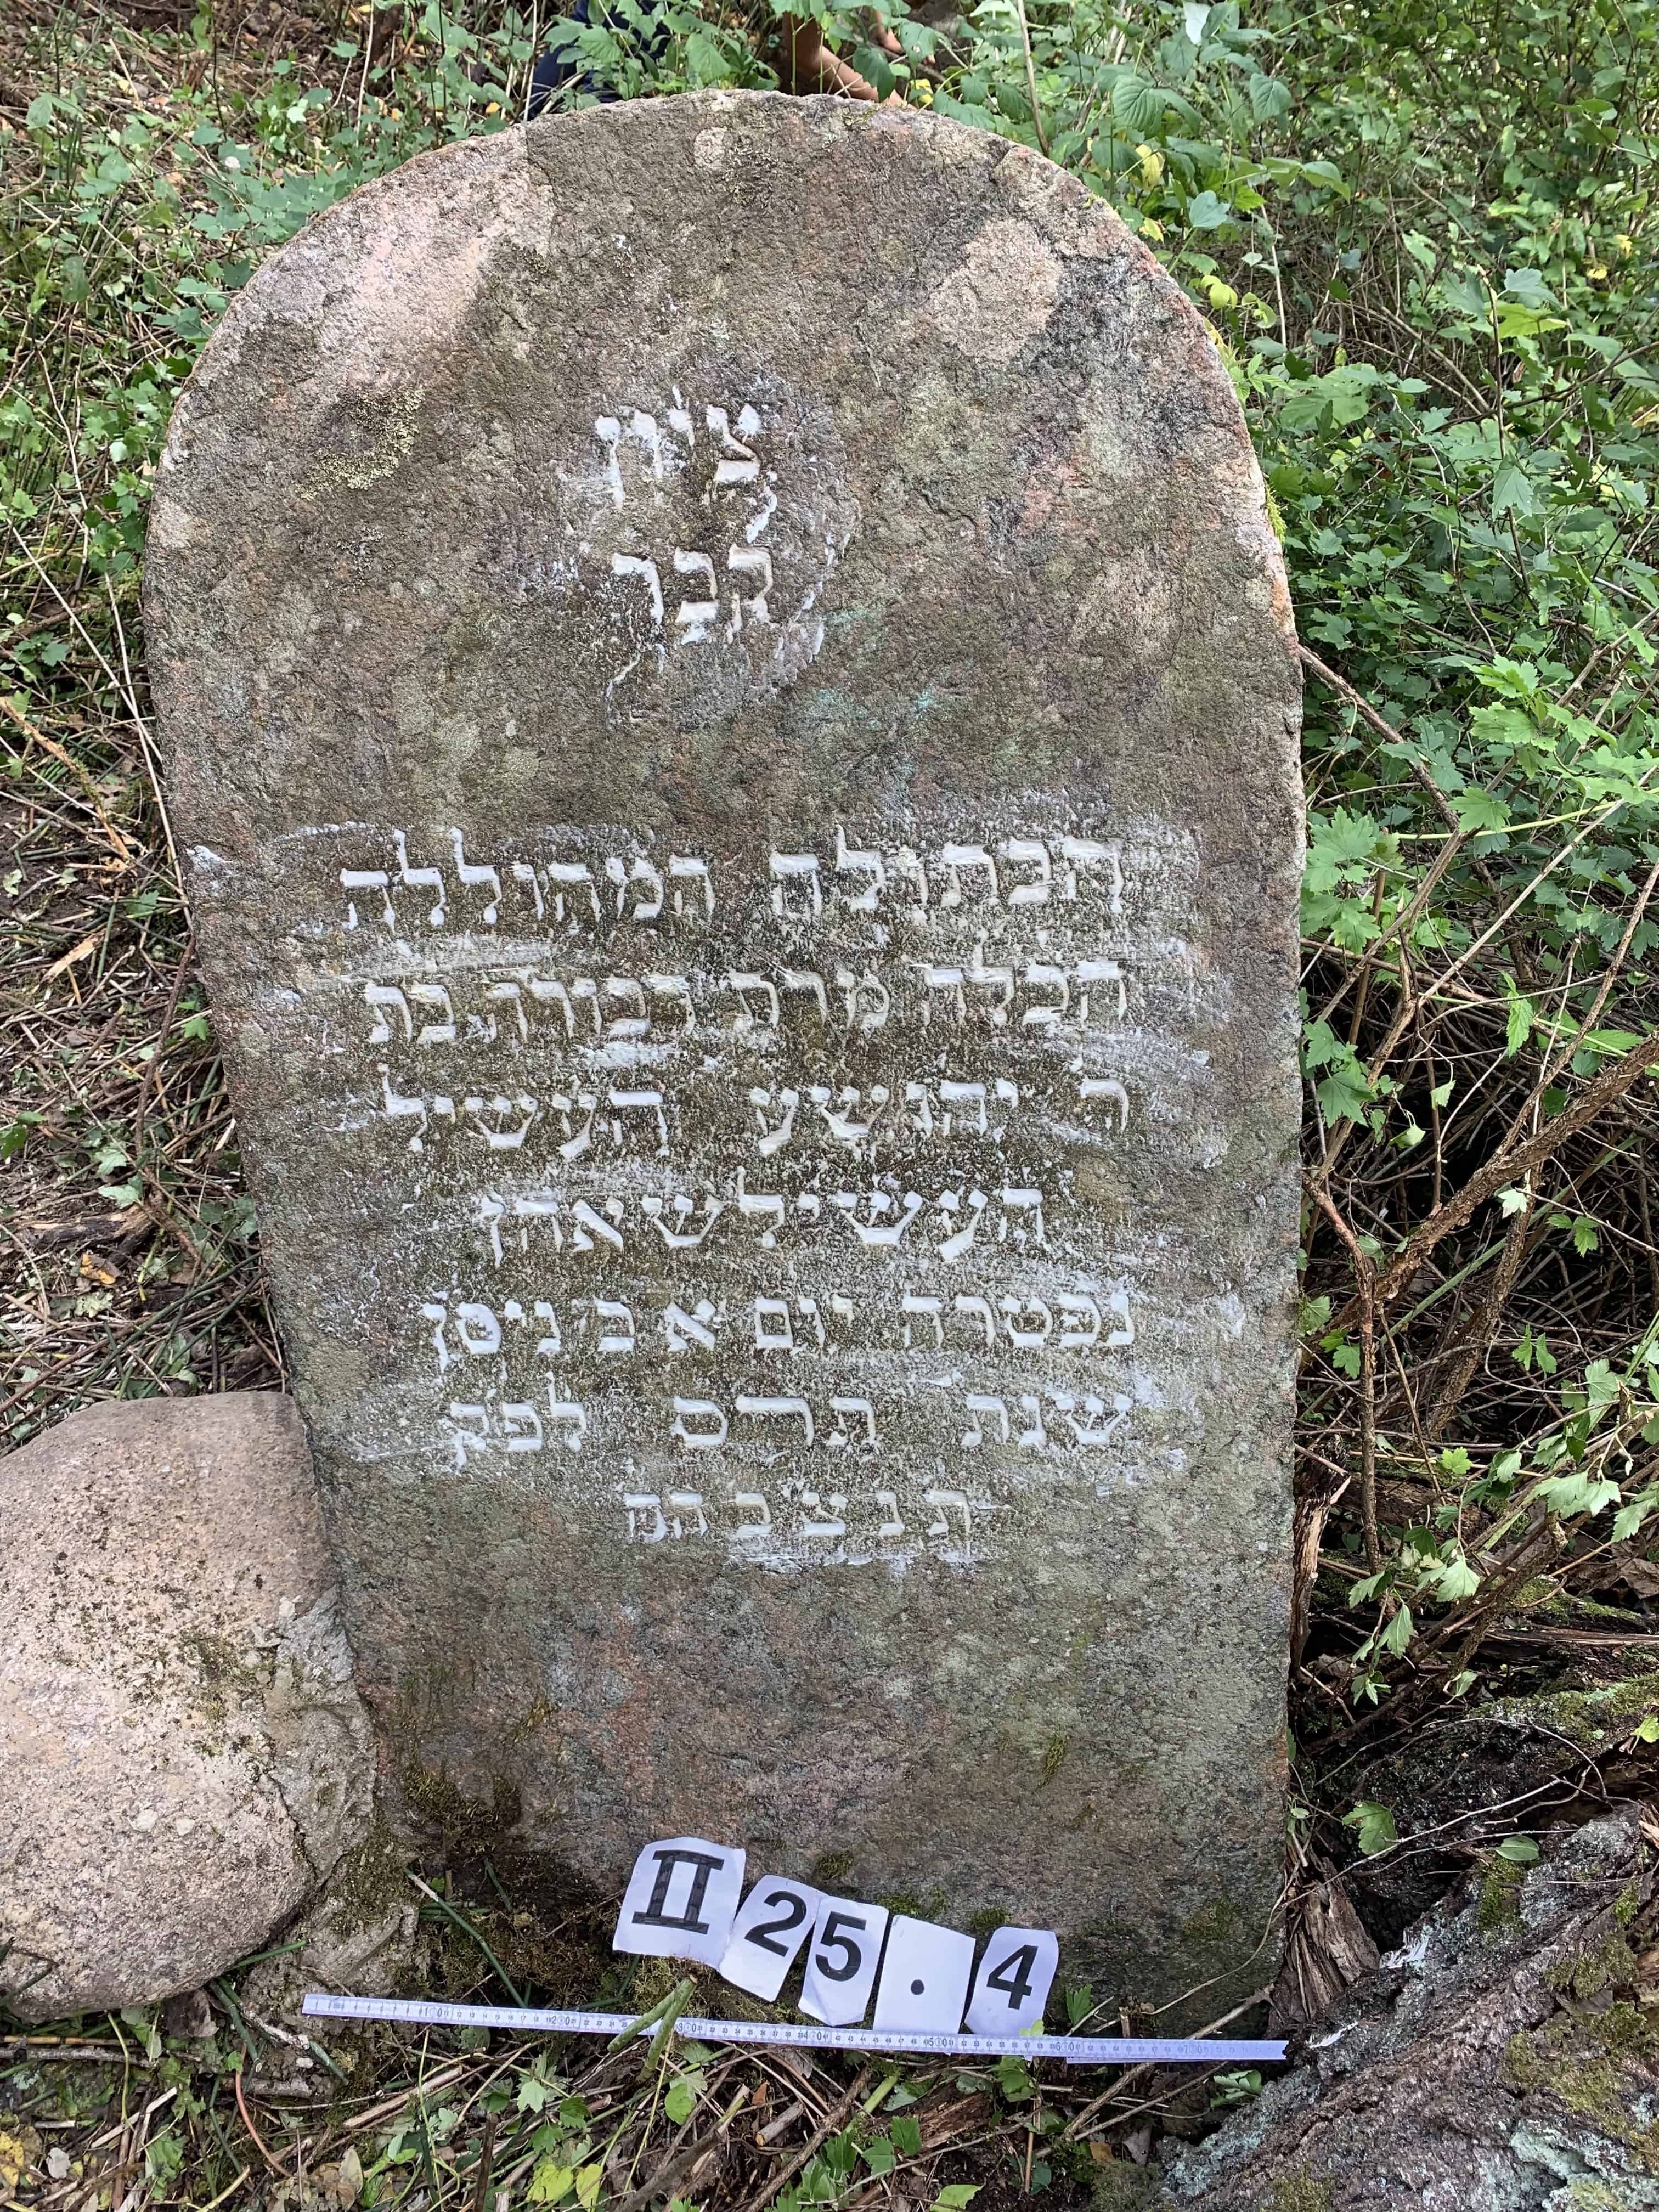 ציון
קבר
הבתולה המהוללה
הכלה מרת דבורה בת
ר יהושע העשיל
העשילשאהן
נפטרה יום א ב ניסן
שנת תרס לפק
ת נ צ ב ה
II 25.4